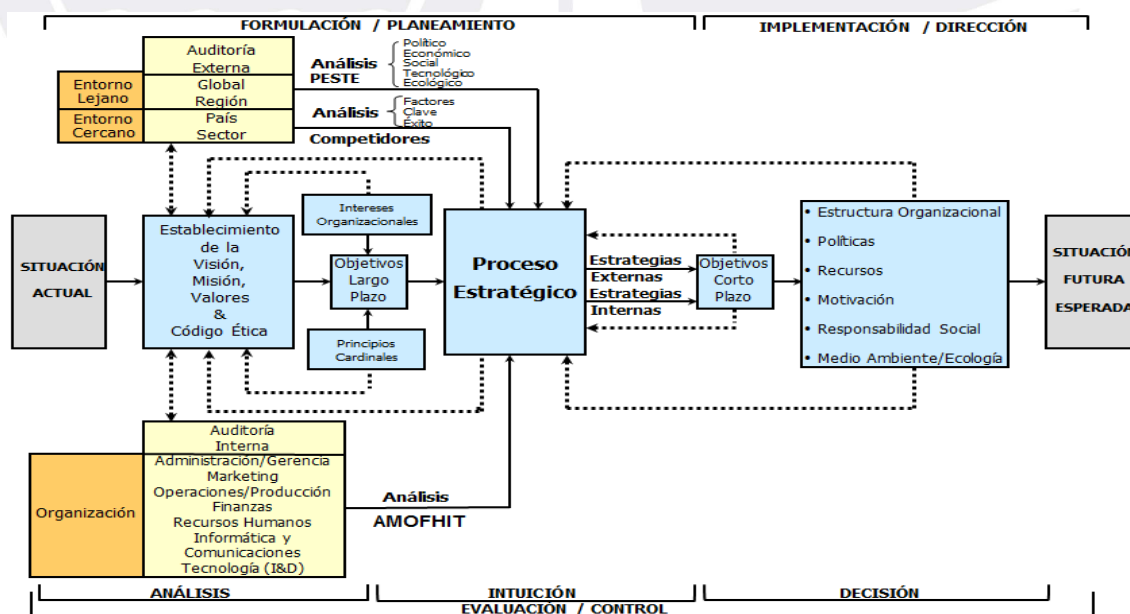 FORMULACIÓN / PLANEAMIENTO
IMPLEMENTACIÓN / DIRECCIÓN
Auditoría
Externa
Entorno
Lejano
Global
Región
Entorno
Cercano
País
Sector
Análisis
PESTE
Político
Económico
Social
Tecnológico
Ecológico
Análisis
Competidores
Factores
Clave
Éxito
SITUACIÓN
ACTUAL
Establecimiento
de la
Visión,
Misión,
Valores
&
Código Ética
Intereses
Organizacionales
Objetivos
Largo
Plazo
Principios
Cardinales
Proceso
Estratégico
Estrategias
Externas
Estrategias
Internas
Objetivos
Corto
Plazo
• Estructura Organizacional
• Políticas
• Recursos
• Motivación
• Responsabilidad Social
• Medio Ambiente/Ecología
SITUACIÓN
FUTURA
ESPERADA
Organización
Auditoría
Interna
Administración/Gerencia
Marketing
Operaciones/Producción
Finanzas
Recursos Humanos
Informática y
Comunicaciones
Tecnología (I&D)
Análisis
AMOFHIT
ANÁLISIS
INTUICIÓN
DECISIÓN
EVALUACIÓN / CONTROL